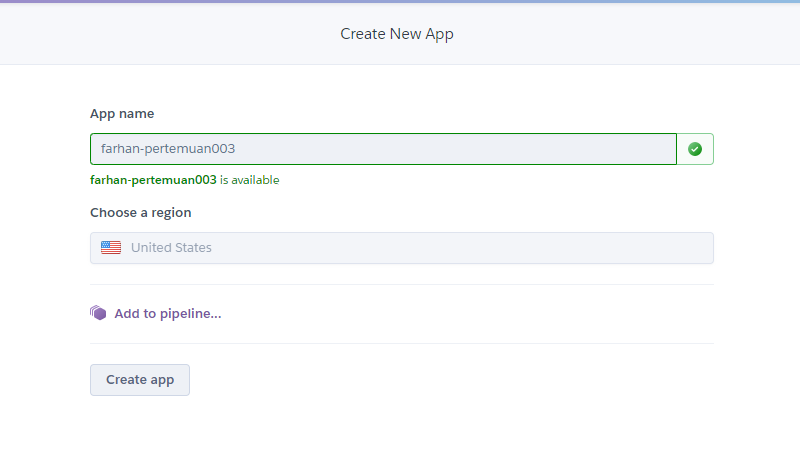 Create New App
App name
farhan-pertemuan003
farhan-pertemuan003 is available
Choose a region
United States
Add to pipeline...
Create app